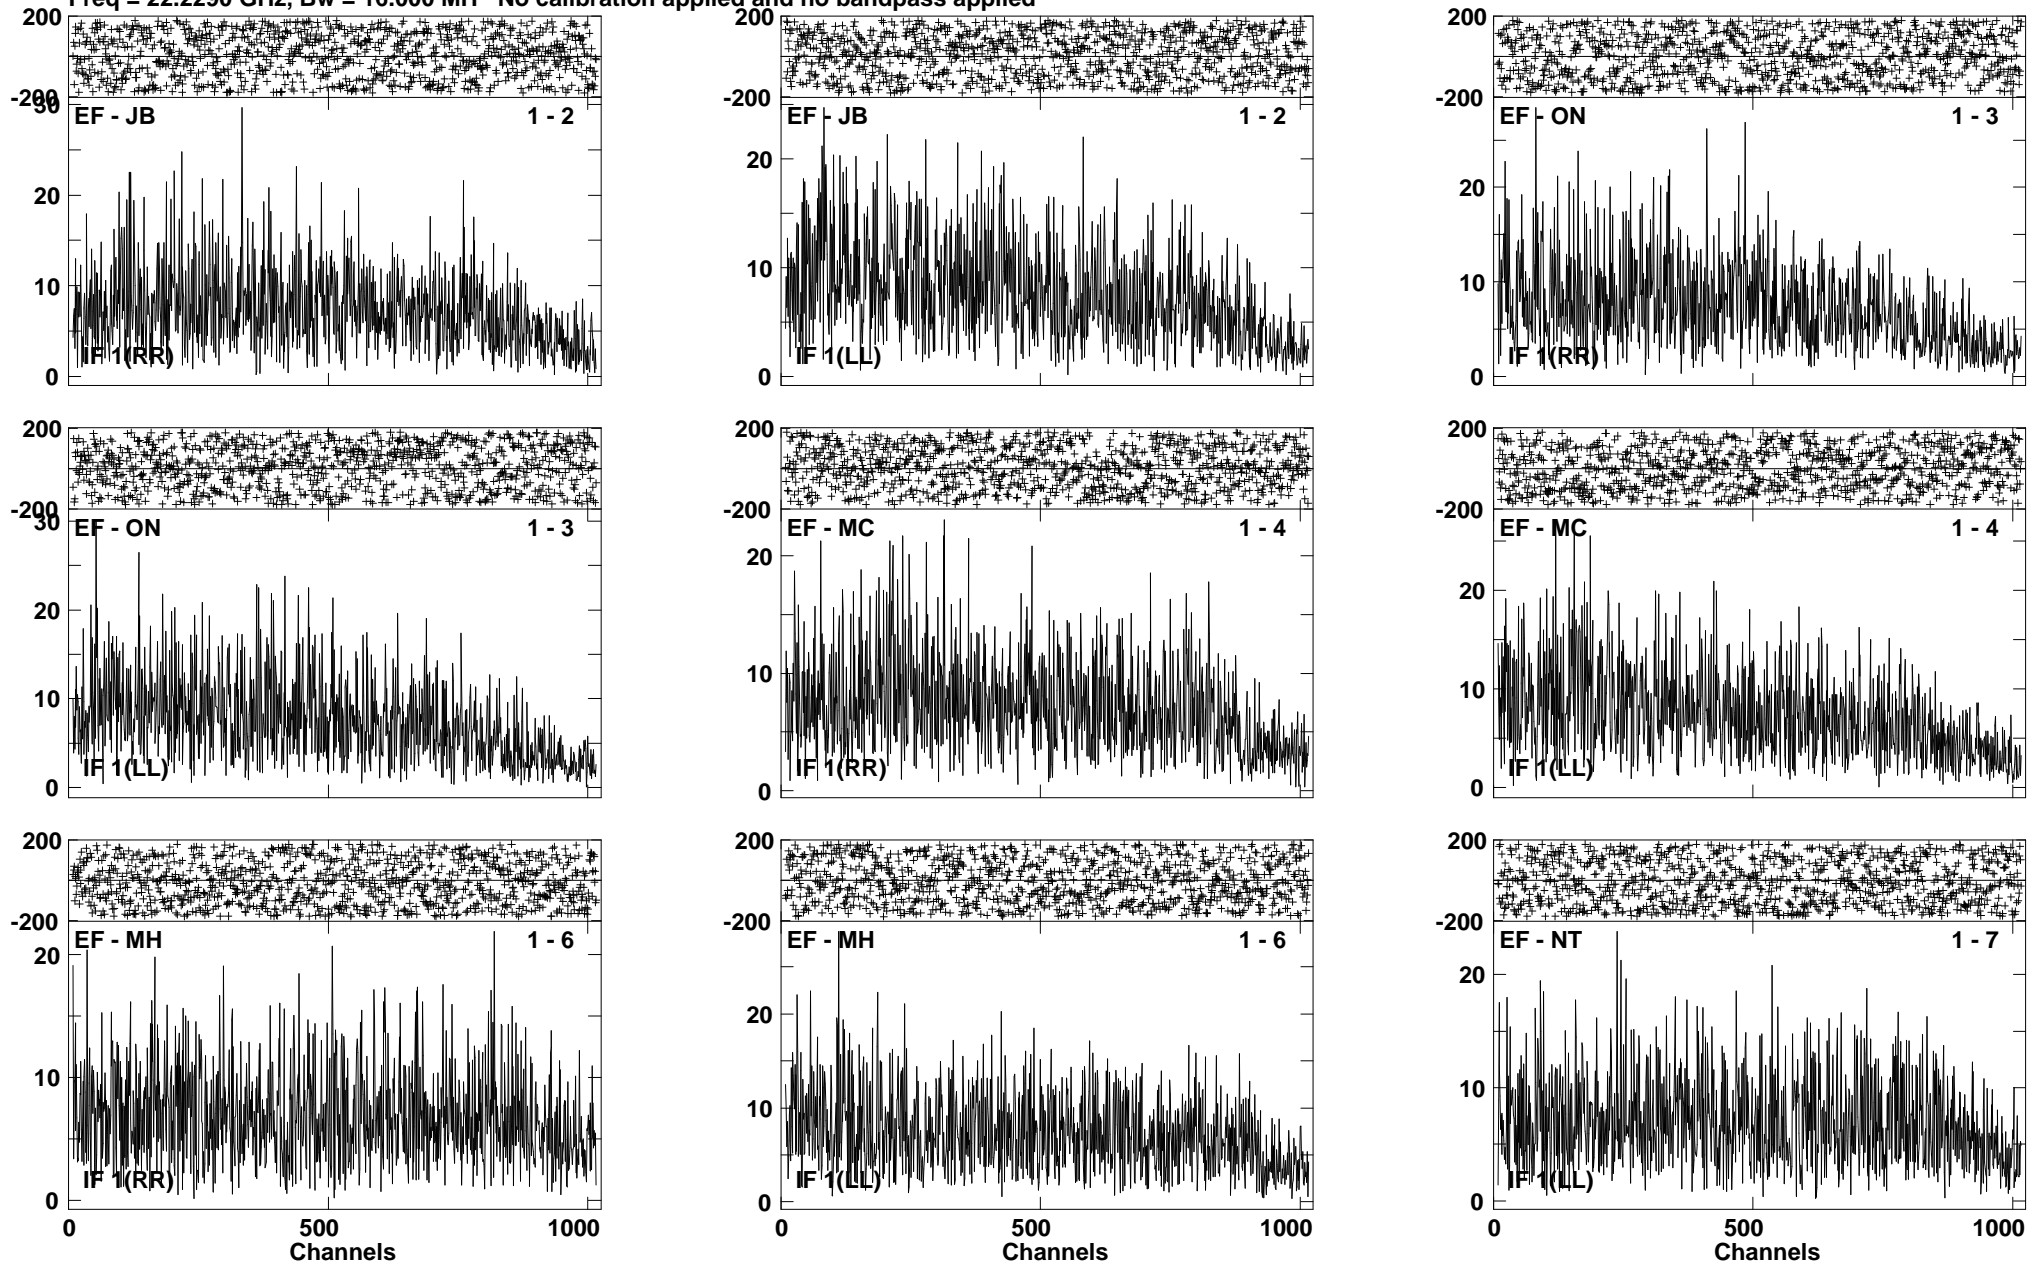 Freq = 22.2290 GHz, Bw = 16.000 MH No calibration applied and no bandpass applied
200
-200
EF - JB 1 - 2
30
20
10
0
IF 1(RR)
200
-200
EF - JB 1 - 2
20
10
0
IF 1(LL)
200
-200
EF - ON 1 - 3
20
10
0
IF 1(RR)
200
-200
EF - ON 1 - 3
30
20
10
0
IF 1(LL)
200
-200
EF - MC 1 - 4
20
10
0
IF 1(RR)
200
-200
EF - MC 1 - 4
20
10
0
IF 1(LL)
200
-200
EF - MH 1 - 6
20
10
0
IF 1(RR)
0 500 1000
Channels
200
-200
EF - MH 1 - 6
20
10
0
IF 1(LL)
0 500 1000
Channels
200
-200
EF - NT 1 - 7
20
10
0
IF 1(LL)
0 500 1000
Channels